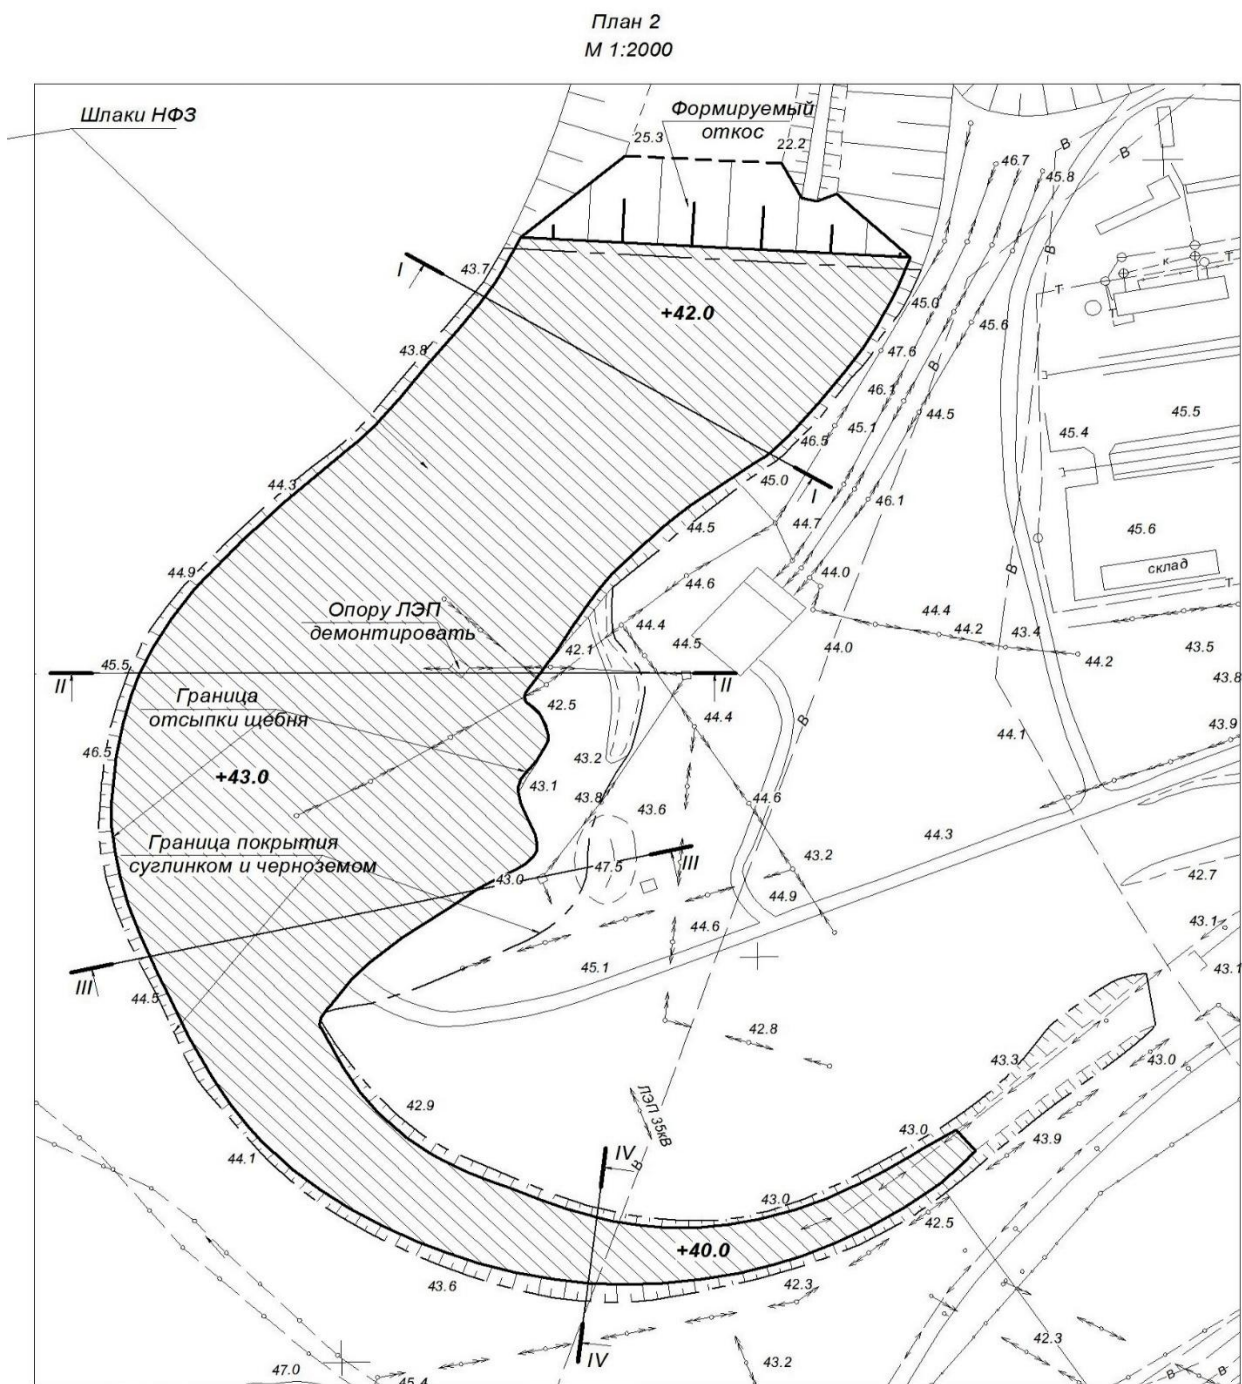 План 2
М 1:2000
Шлаки НФЗ
Формируемый
откос
25.3
22.2
46.7
45.8
В
В
В
К
Т
Т
I
43.7
+42.0
45.0
45.6
47.6
В
43.8
46.1
44.5
45.5
45.4
46.5
45.1
44.3
45.0
I
46.1
44.5
44.7
45.6
44.9
44.6
44.0
В
склад
Т
Опору ЛЭП
демонтировать
44.4
44.5
44.4
44.2
43.4
42.1
44.0
44.2
43.5
45.5
II
II
43.8
Граница
отсыпки щебня
42.5
44.4
В
44.1
43.9
46.5
43.2
+43.0
43.1
43.8
43.6
44.6
44.3
Граница покрытия
суглинком и черноземом
43.0
47.5
III
43.2
42.7
44.9
44.6
43.1
45.1
43.1
III
44.5
42.8
43.3
43.0
42.9
ЛЭП 35кВ
43.0
43.9
44.1
IV
В
43.0
42.5
+40.0
43.6
42.3
42.3
IV
43.2
47.0
45.4
В
В